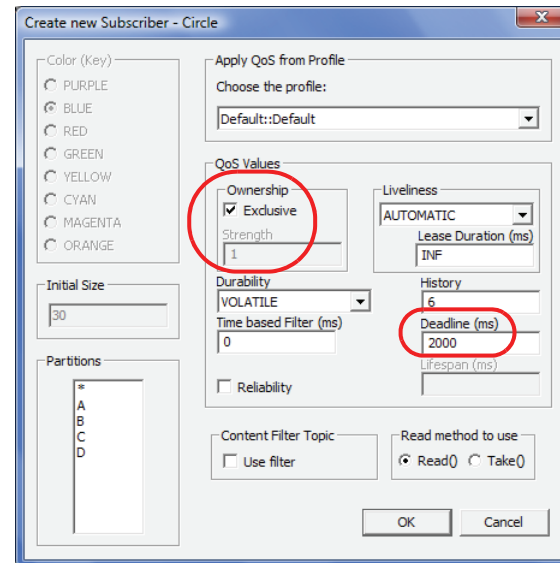 Create new Subscriber - Circle
Color (Key)
PURPLE
BLUE
RED
GREEN
YELLOW
CYAN
MAGENTA
ORANGE
Initial Size
30
Partitions
*
A
B
C
D
Apply QoS from Profile
Choose the profile:
Default::Default
QoS Values
Ownership
Exclusive
Strength
1
Liveliness
AUTOMATIC
Lease Duration (ms)
INF
Durability
VOLATILE
Time based Filter (ms)
0
Reliability
History
6
Deadline (ms)
2000
Lifespan (ms)
Content Filter Topic
Use filter
Read method to use
Read() Take()
OK Cancel